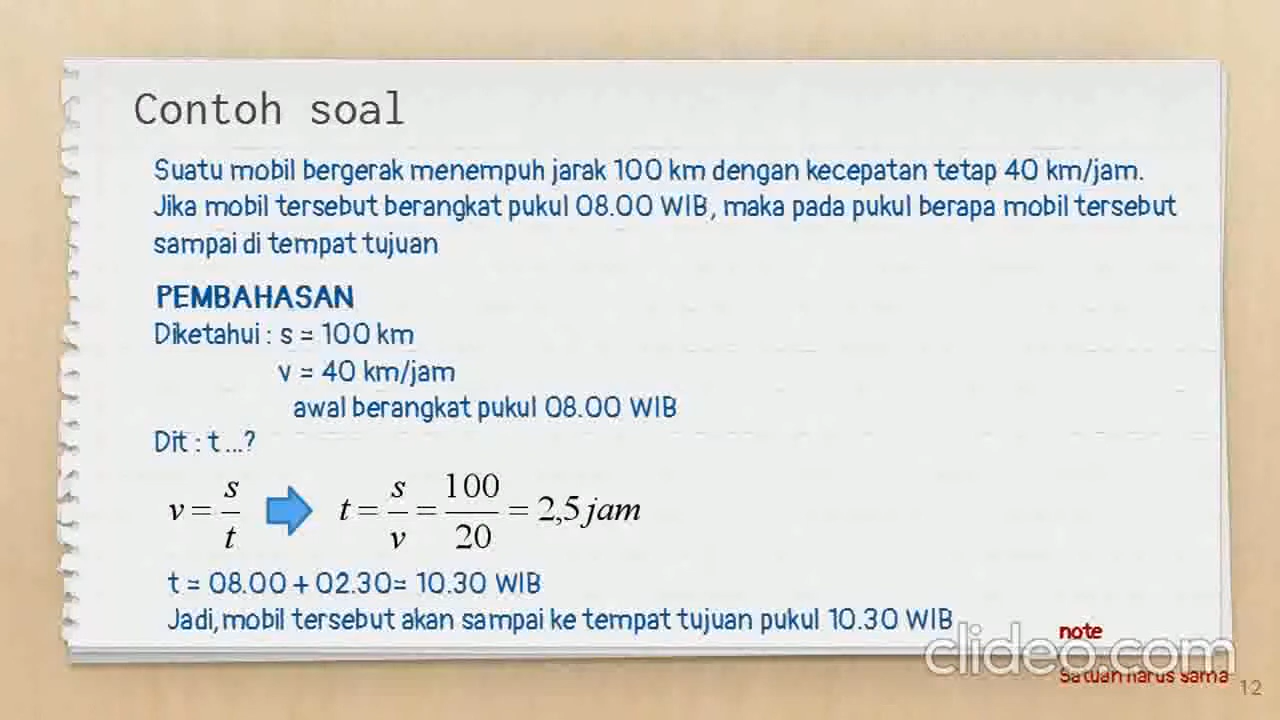 Contoh soal
Suatu mobil bergerak menempuh jarak 100 km dengan kecepatan tetap 40 km/jam.
Jika mobil tersebut berangkat pukul 08.00 WIB, maka pada pukul berapa mobil tersebut
sampai di tempat tujuan
PEMBAHASAN
Diketahui : s = 100 km
v = 40 km/jam
awal berangkat pukul 08.00 WIB
Dit : t ...?
v = s/t t = s/v = 100/20 = 2,5 jam
t = 08.00 + 02.30= 10.30 WIB
Jadi, mobil tersebut akan sampai ke tempat tujuan pukul 10.30 WIB
note
clideo.com
Satuan harus sama
12